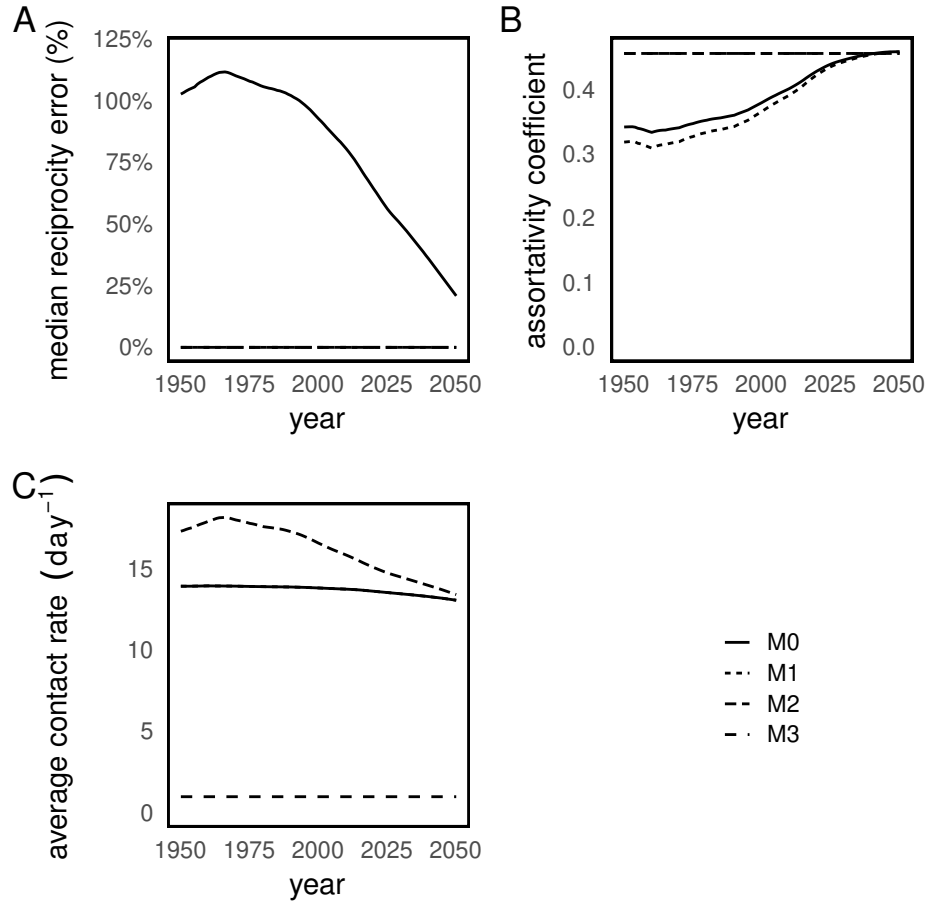 A
median reciprocity error (%)
125%
100%
75%
50%
25%
0%
1950 1975 2000 2025 2050
year
B
assortativity coefficient
0.4
0.3
0.2
0.1
0.0
1950 1975 2000 2025 2050
year
C
average contact rate (day⁻¹)
15
10
5
0
1950 1975 2000 2025 2050
year
M0
M1
M2
M3